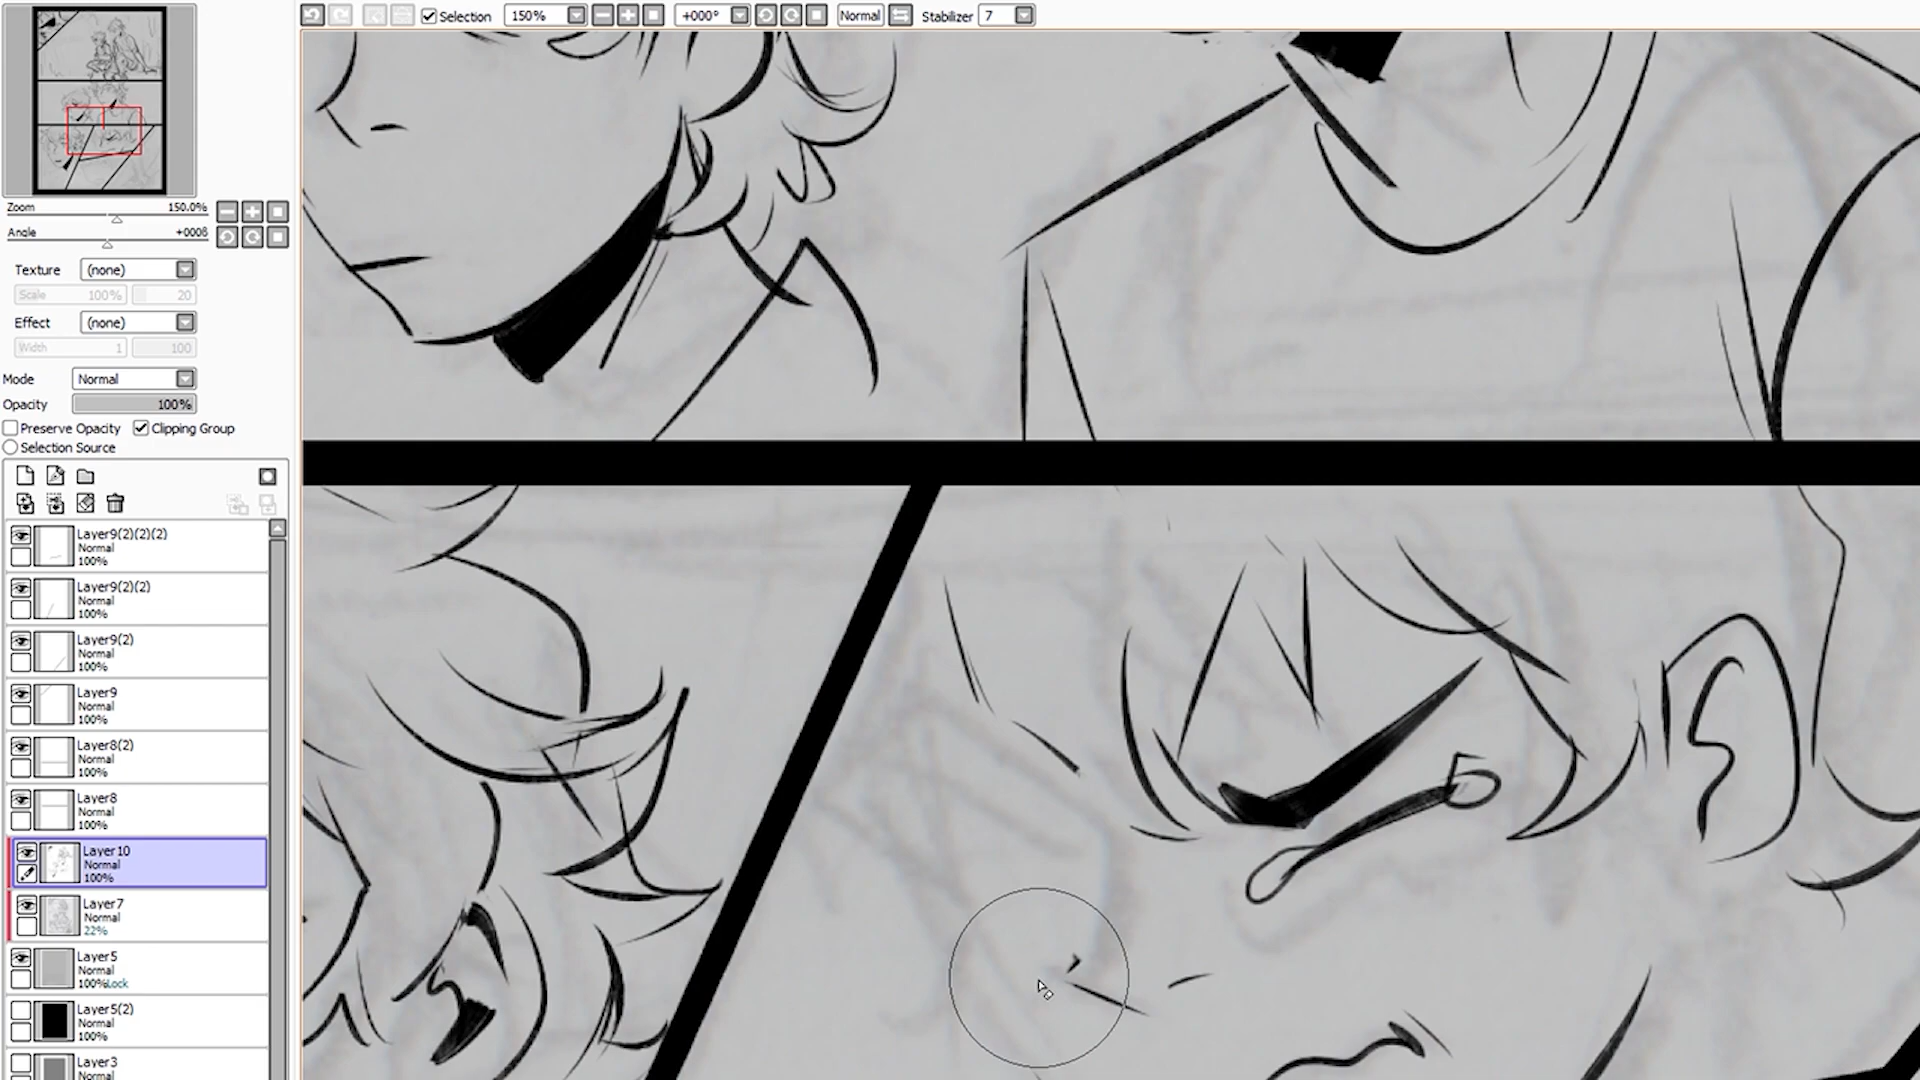 Selection 150% +000° Normal Stabilizer 7
Zoom 150.0%
Angle +000δ
Texture (none)
Scale 100% 20
Effect (none)
Width 1 100
Mode Normal
Opacity 100%
Preserve Opacity Clipping Group
Selection Source
Layer9(2)(2)(2)
Normal
100%
Layer9(2)(2)
Normal
100%
Layer9(2)
Normal
100%
Layer9
Normal
100%
Layer8(2)
Normal
100%
Layer8
Normal
100%
Layer10
Normal
100%
Layer7
Normal
22%
Layer5
Normal
100%Lock
Layer5(2)
Normal
100%
Layer3
Normal